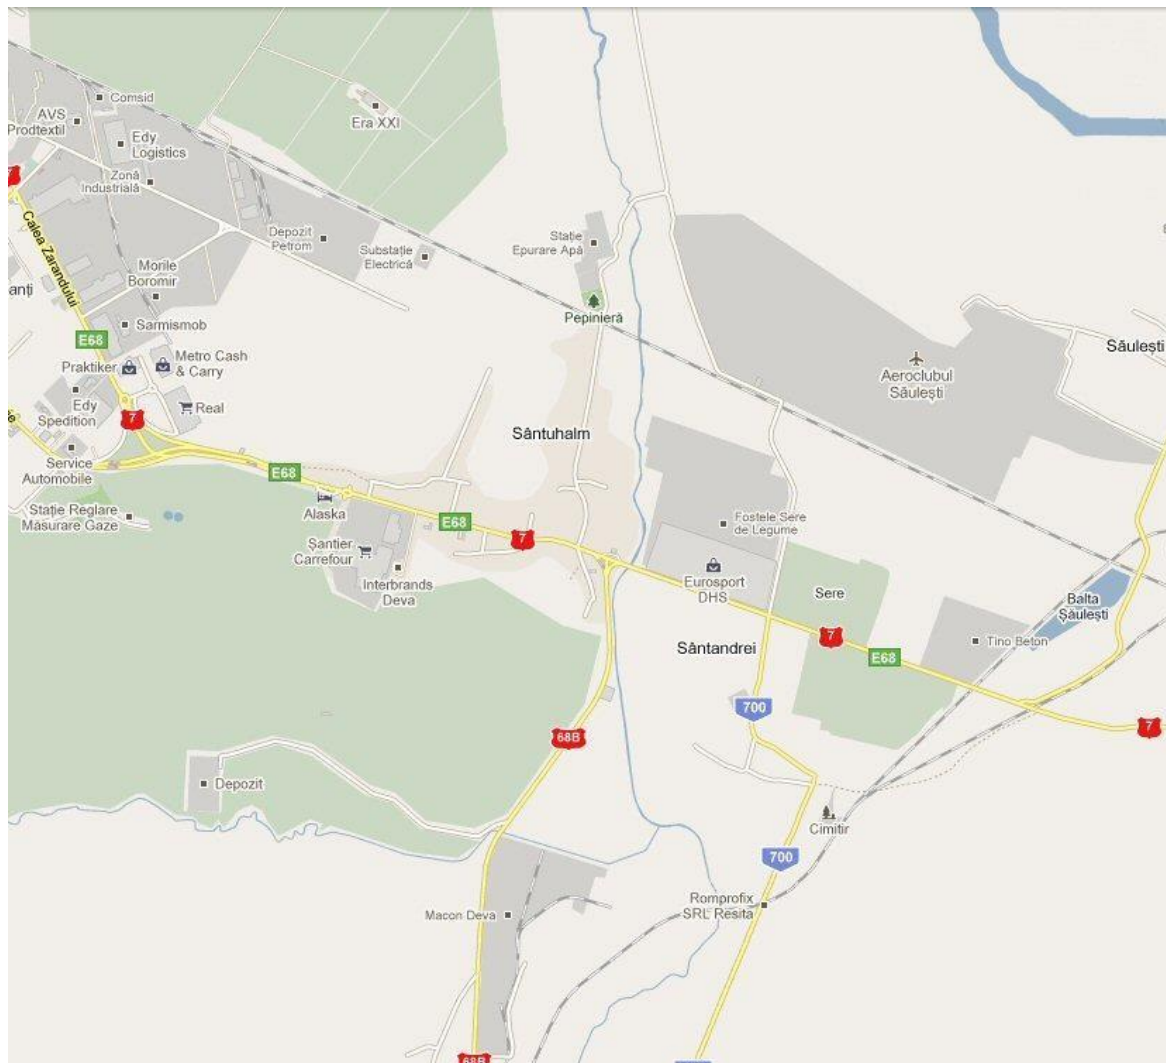 Comsid
AVS
Prodtextil
Era XXI
Edy
Logistics
Zonă
Industrială
7
Calea Zarandului
Depozit
Petrom
Stație
Epurare Apă
Substație
Electrică
Morile
Boromir
anți
Pepinieră
Sarmismob
E68
Săulești
Metro Cash
& Carry
Praktiker
Aeroclubul
Săulești
Edy
Spedition
Real
7
Sântuhalm
Service
Automobile
E68
Alaska
Stație Reglare
Măsurare Gaze
E68
7
Fostele Sere
de Legume
Șantier
Carrefour
Interbrands
Deva
Eurosport
DHS
Sere
Balta
Șăulești
7
Tino Beton
Sântandrei
E68
700
7
68B
Depozit
Cimitir
700
Romprofix
SRL Resita
Macon Deva
68B